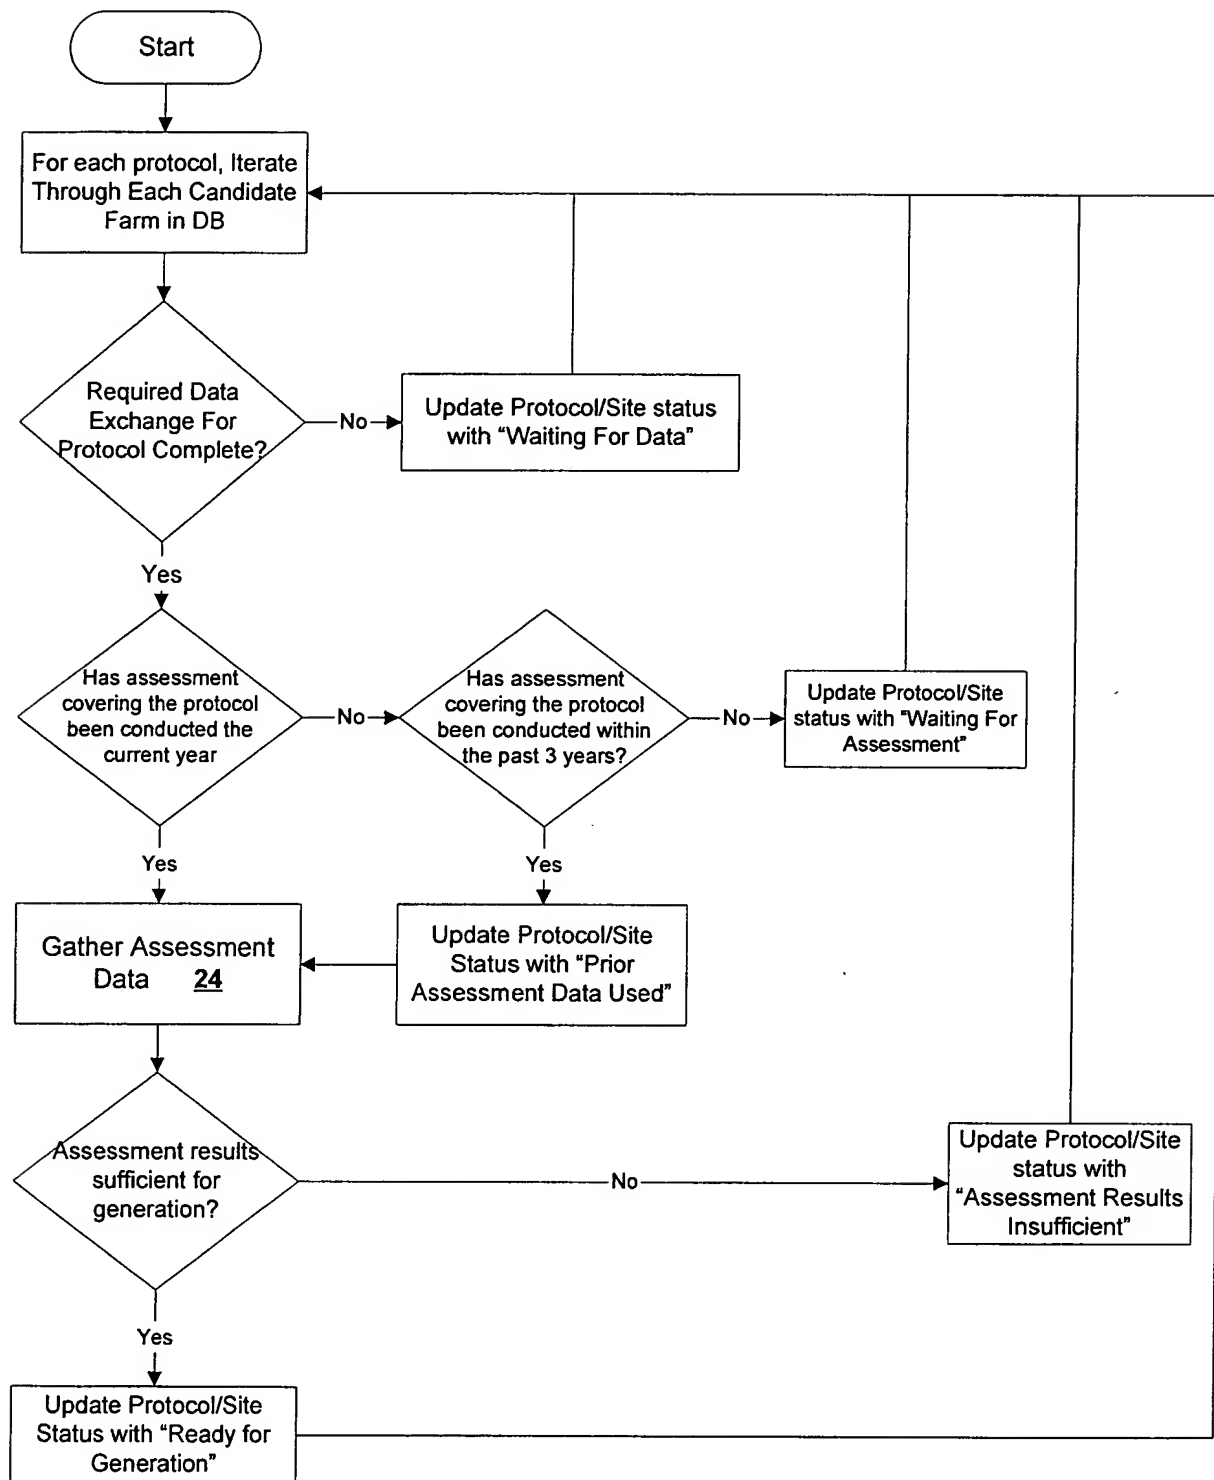 Start
For each protocol, Iterate
Through Each Candidate
Farm in DB
Required Data
Exchange For
Protocol Complete?
No
Update Protocol/Site status
with “Waiting For Data”
Yes
Has assessment
covering the protocol
been conducted the
current year
No
Has assessment
covering the protocol
been conducted within
the past 3 years?
No
Update Protocol/Site
status with “Waiting For
Assessment”
Yes
Yes
Gather Assessment
Data 24
Update Protocol/Site
Status with “Prior
Assessment Data Used”
Assessment results
sufficient for
generation?
No
Update Protocol/Site
status with
“Assessment Results
Insufficient”
Yes
Update Protocol/Site
Status with “Ready for
Generation”